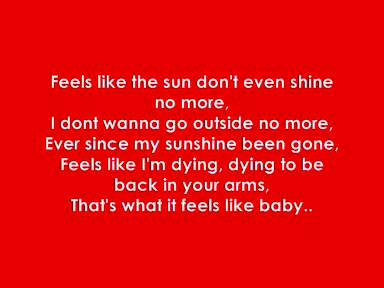 Feels like the sun don't even shine
no more,
I dont wanna go outside no more,
Ever since my sunshine been gone,
Feels like I'm dying, dying to be
back in your arms,
That's what it feels like baby..